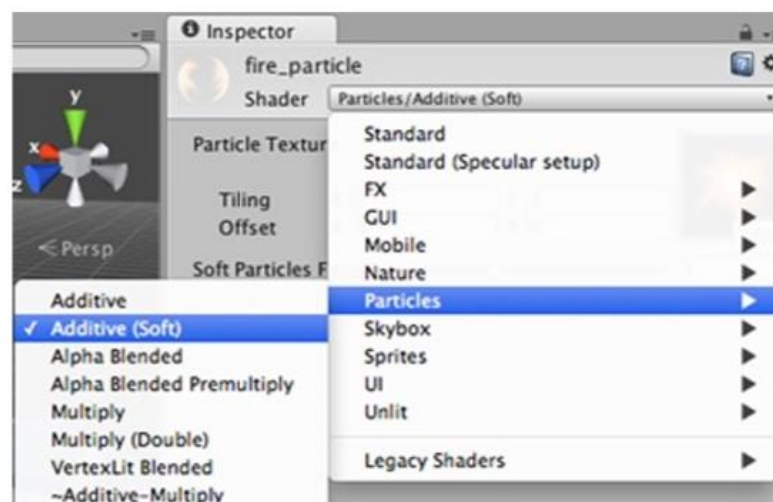 Inspector
fire_particle
Shader Particles/Additive (Soft)
y
x
z
Persp
Particle Textur
Tiling
Offset
Soft Particles F
Standard
Standard (Specular setup)
FX
GUI
Mobile
Nature
Particles
Skybox
Sprites
UI
Unlit
Legacy Shaders
Additive
✓ Additive (Soft)
Alpha Blended
Alpha Blended Premultiply
Multiply
Multiply (Double)
VertexLit Blended
~Additive-Multiply